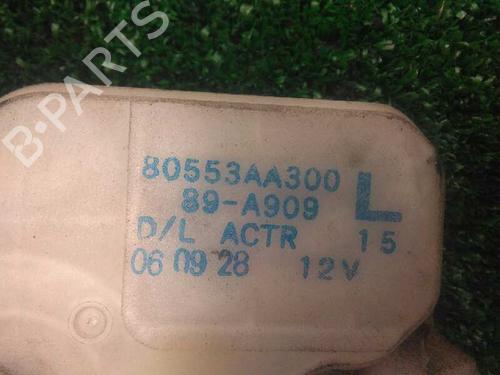 B-PARTS
80553AA300
89-A909 L
D/L ACTR 15
06 09 28 12V